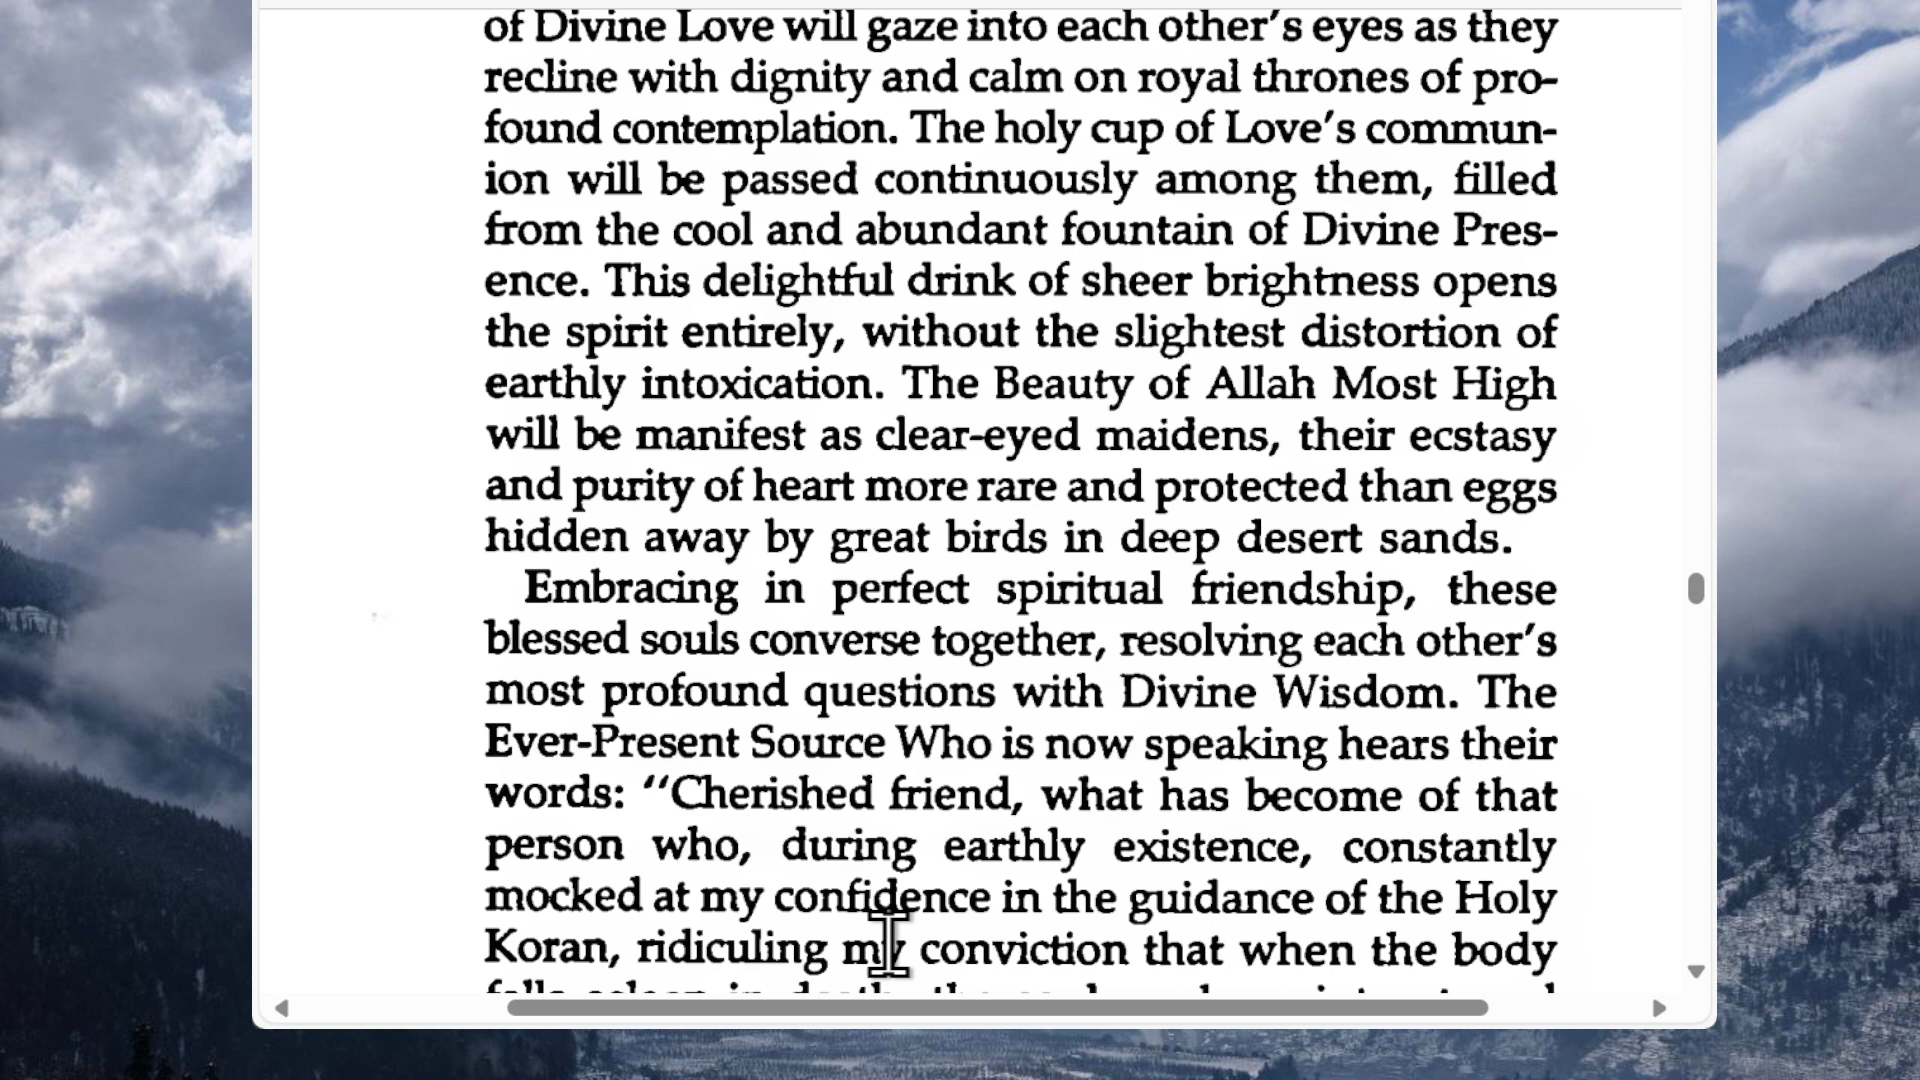 of Divine Love will gaze into each other's eyes as they
recline with dignity and calm on royal thrones of pro-
found contemplation. The holy cup of Love's commun-
ion will be passed continuously among them, filled
from the cool and abundant fountain of Divine Pres-
ence. This delightful drink of sheer brightness opens
the spirit entirely, without the slightest distortion of
earthly intoxication. The Beauty of Allah Most High
will be manifest as clear-eyed maidens, their ecstasy
and purity of heart more rare and protected than eggs
hidden away by great birds in deep desert sands.
Embracing in perfect spiritual friendship, these
blessed souls converse together, resolving each other's
most profound questions with Divine Wisdom. The
Ever-Present Source Who is now speaking hears their
words: "Cherished friend, what has become of that
person who, during earthly existence, constantly
mocked at my confidence in the guidance of the Holy
Koran, ridiculing my conviction that when the body